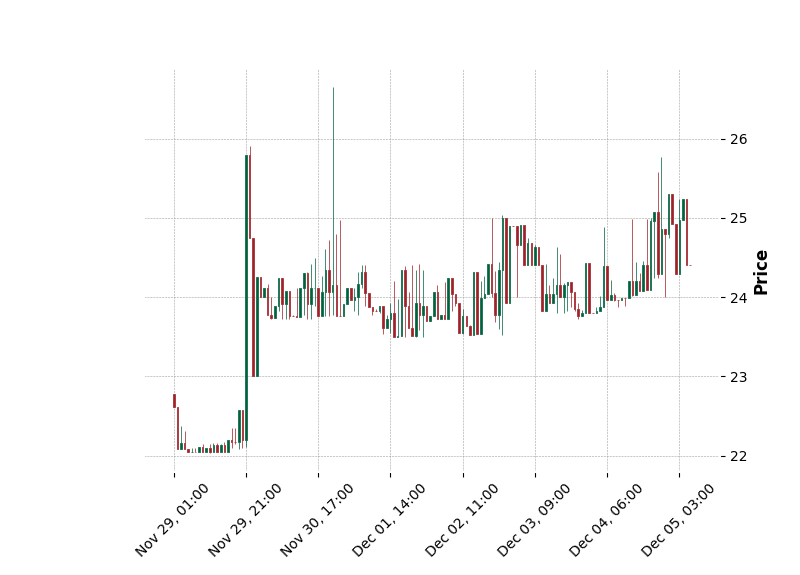 26
25
24
23
22
Price
Nov 29, 01:00
Nov 29, 21:00
Nov 30, 17:00
Dec 01, 14:00
Dec 02, 11:00
Dec 03, 09:00
Dec 04, 06:00
Dec 05, 03:00